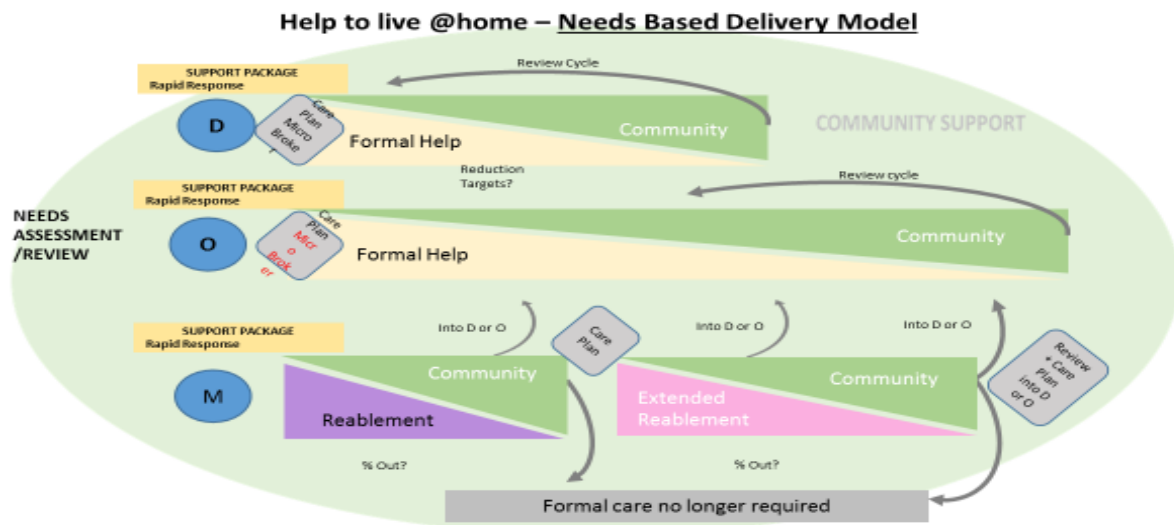 Help to live @home – Needs Based Delivery Model
SUPPORT PACKAGE
Rapid Response
Review Cycle
D
Care
Plan
Micro
Broke
r
Formal Help
Community
COMMUNITY SUPPORT
Reduction
Targets?
SUPPORT PACKAGE
Rapid Response
Review cycle
NEEDS
ASSESSMENT
/REVIEW
O
Care
Plan
Micr
o
Brok
er
Formal Help
Community
SUPPORT PACKAGE
Rapid Response
Into D or O
Care
Plan
Into D or O
Into D or O
Review
+ Care
Plan
into D
or O
M
Community
Reablement
Community
Extended
Reablement
% Out?
% Out?
Formal care no longer required